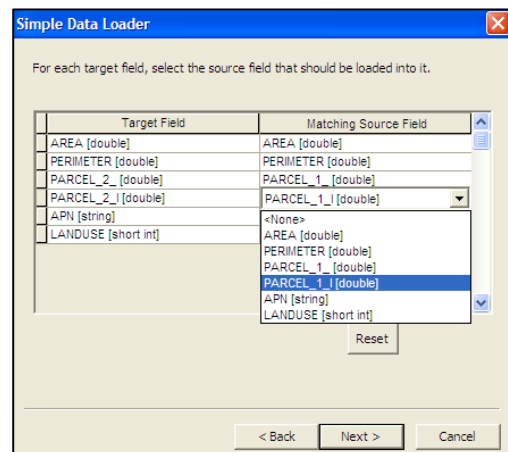 Simple Data Loader
For each target field, select the source field that should be loaded into it.
Target Field Matching Source Field
AREA [double] AREA [double]
PERIMETER [double] PERIMETER [double]
PARCEL_2_ [double] PARCEL_1_ [double]
PARCEL_2_I [double] PARCEL_1_I [double]
APN [string] <None>
LANDUSE [short int] AREA [double]
PERIMETER [double]
PARCEL_1_ [double]
PARCEL_1_I [double]
APN [string]
LANDUSE [short int]
Reset
< Back Next > Cancel